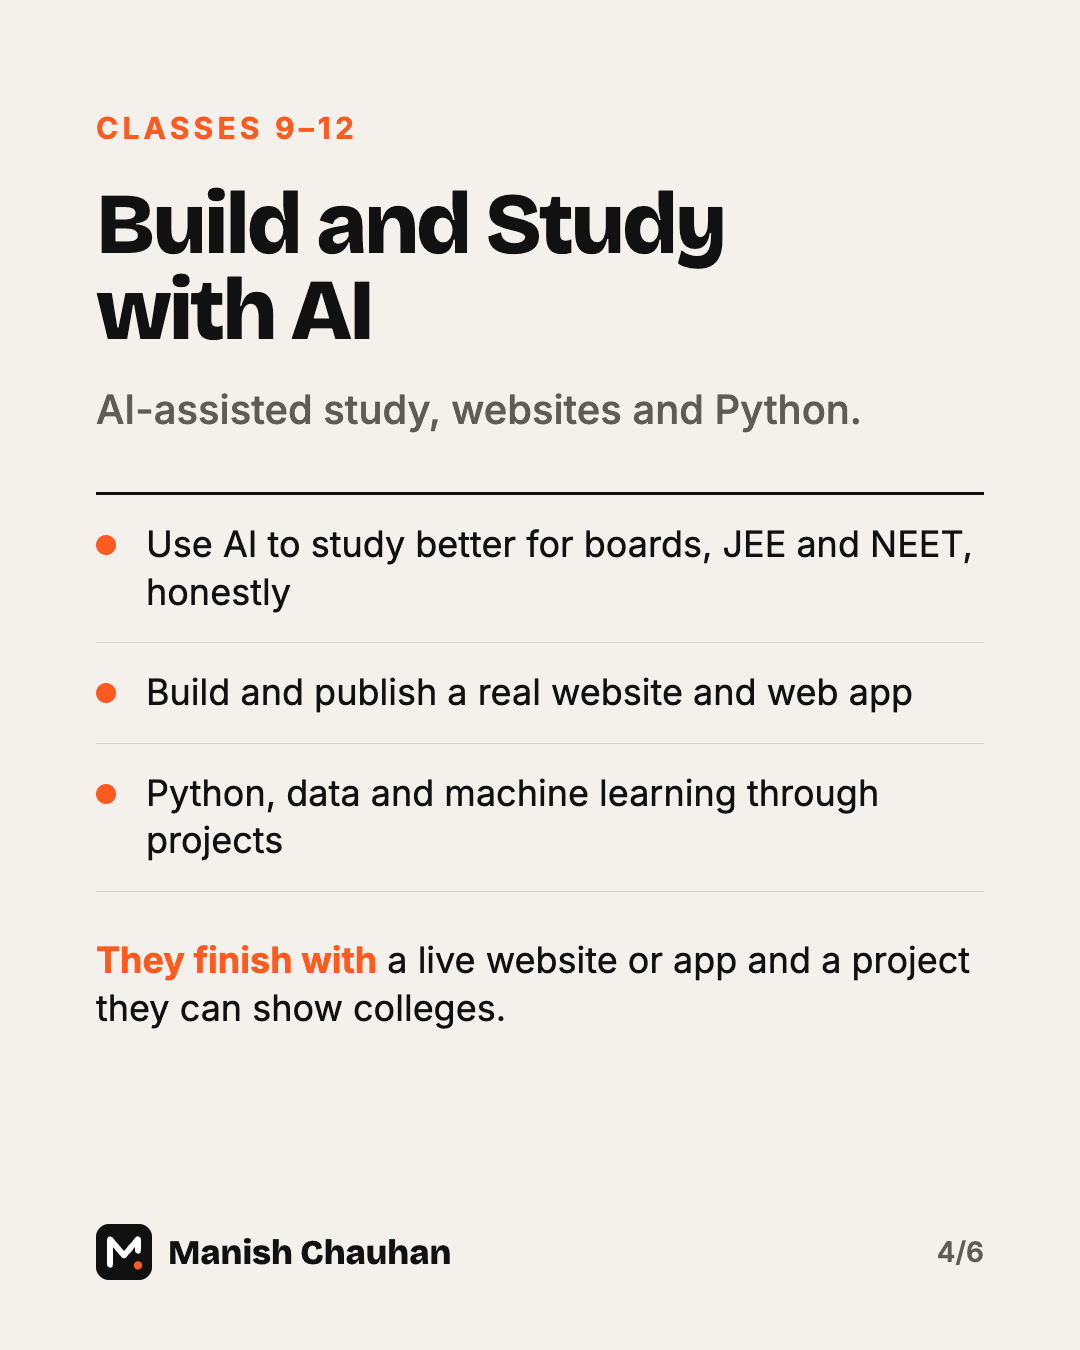 CLASSES 9–12
Build and Study
with AI
AI-assisted study, websites and Python.
Use AI to study better for boards, JEE and NEET,
honestly
Build and publish a real website and web app
Python, data and machine learning through
projects
They finish with a live website or app and a project
they can show colleges.
M
Manish Chauhan
4/6